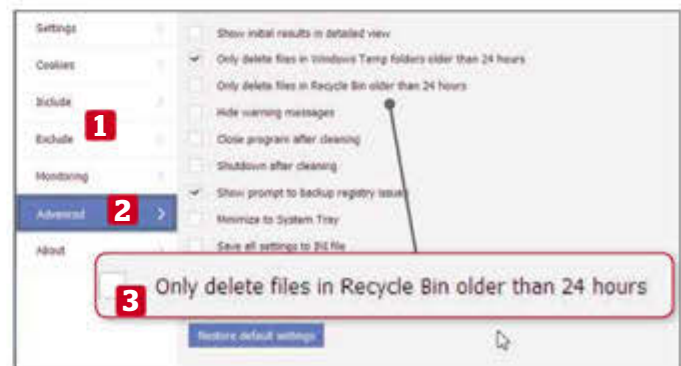 Settings
Cookies
Include
1
Exclude
Monitoring
Advanced
2
About
Show initial results in detailed view
Only delete files in Windows Temp folders older than 24 hours
Only delete files in Recycle Bin older than 24 hours
Hide warning messages
Close program after cleaning
Shutdown after cleaning
Show prompt to backup registry issues
Minimize to System Tray
Save all settings to INI file
3
Only delete files in Recycle Bin older than 24 hours
Restore default settings